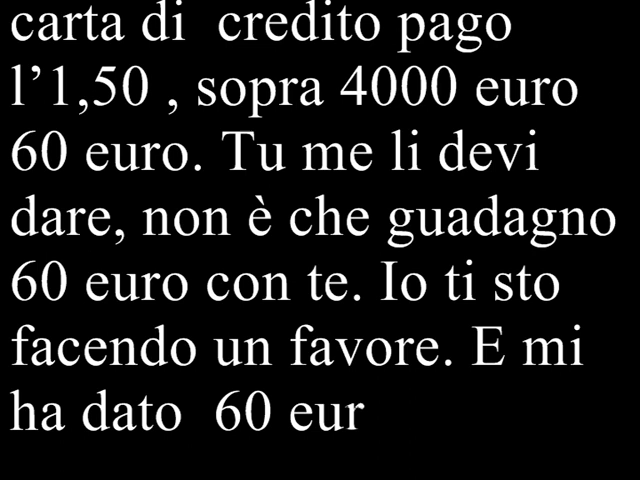 carta di  credito pago
l’1,50 , sopra 4000 euro
60 euro. Tu me li devi
dare, non è che guadagno
60 euro con te. Io ti sto
facendo un favore. E mi
ha dato  60 eur